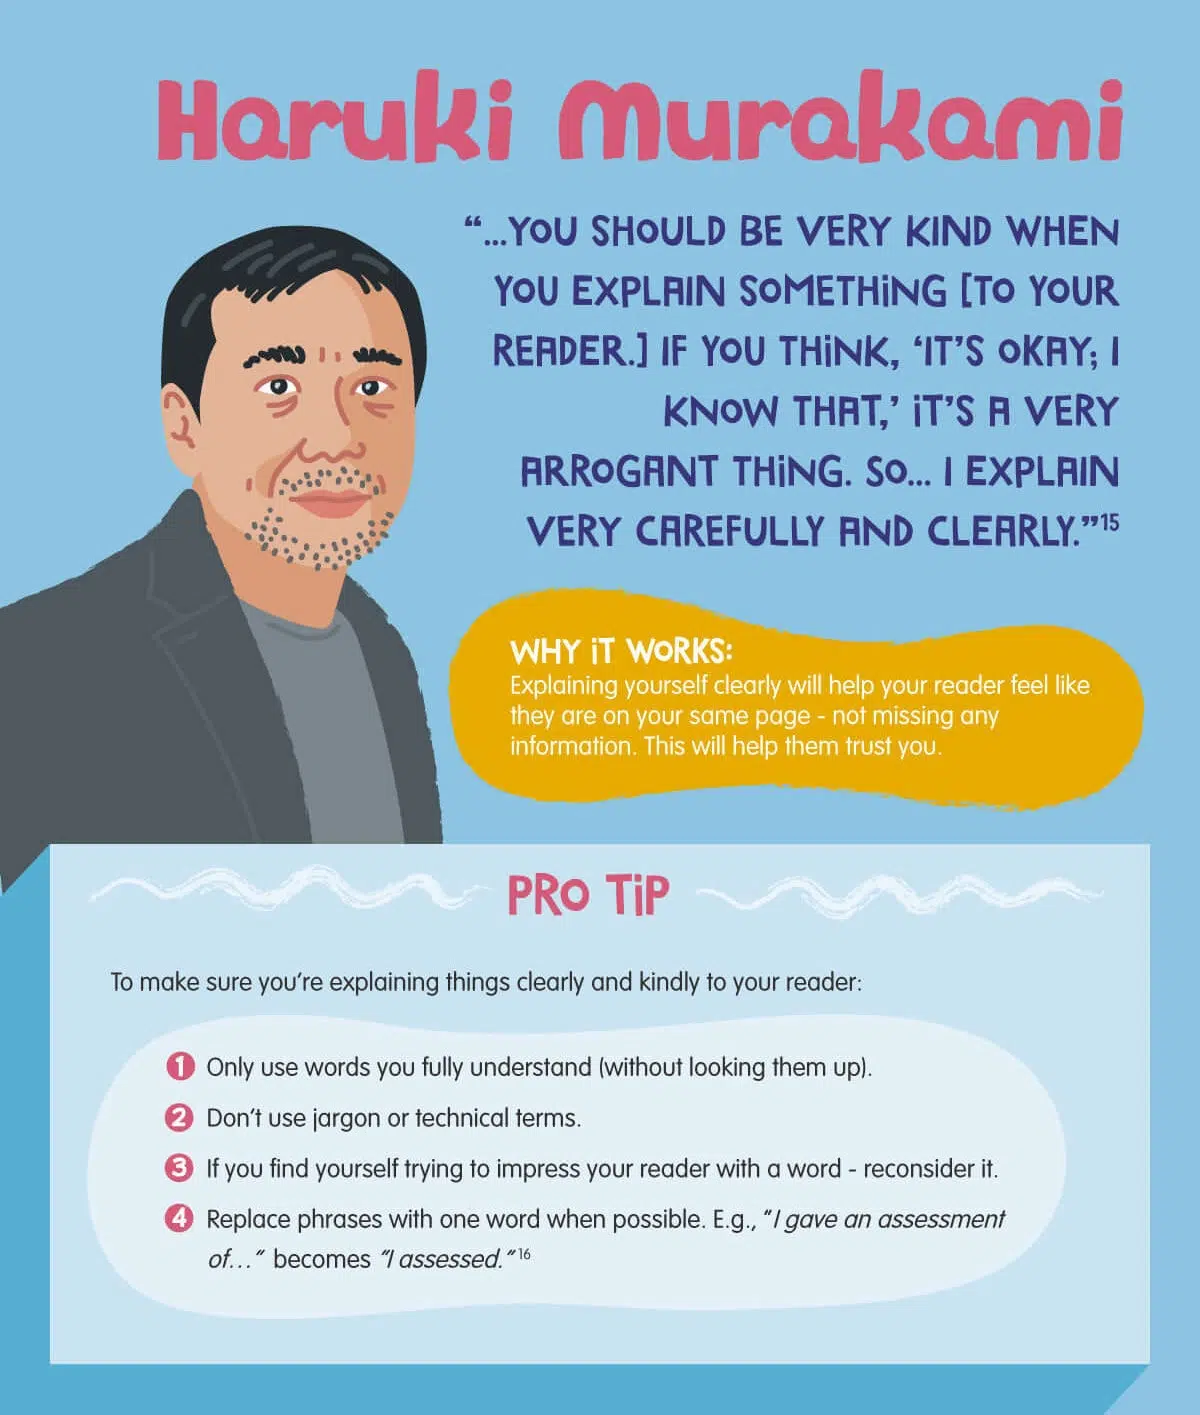 Haruki Murakami
“...YOU SHOULD BE VERY KIND WHEN
YOU EXPLAIN SOMETHiNG [TO YOUR
READER.] IF YOU THiNK, ‘IT’S OKAY; I
KNOW THAT,’ iT’S A VERY
ARROGANT THiNG. SO... I EXPLAIN
VERY CAREFULLY AND CLEARLY.”15
WHY iT WORKS:
Explaining yourself clearly will help your reader feel like
they are on your same page - not missing any
information. This will help them trust you.
PRO TiP
To make sure you’re explaining things clearly and kindly to your reader:
1 Only use words you fully understand (without looking them up).
2 Don’t use jargon or technical terms.
3 If you find yourself trying to impress your reader with a word - reconsider it.
4 Replace phrases with one word when possible. E.g., “I gave an assessment
of...” becomes “I assessed.”16